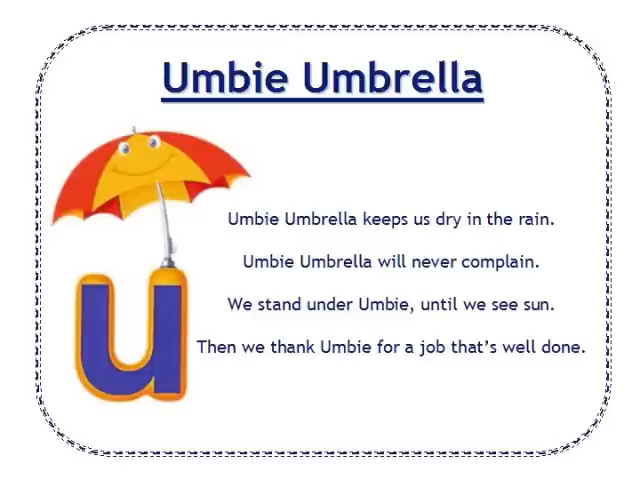 Umbie Umbrella
Umbie Umbrella keeps us dry in the rain.
Umbie Umbrella will never complain.
We stand under Umbie, until we see sun.
Then we thank Umbie for a job that's well done.
u